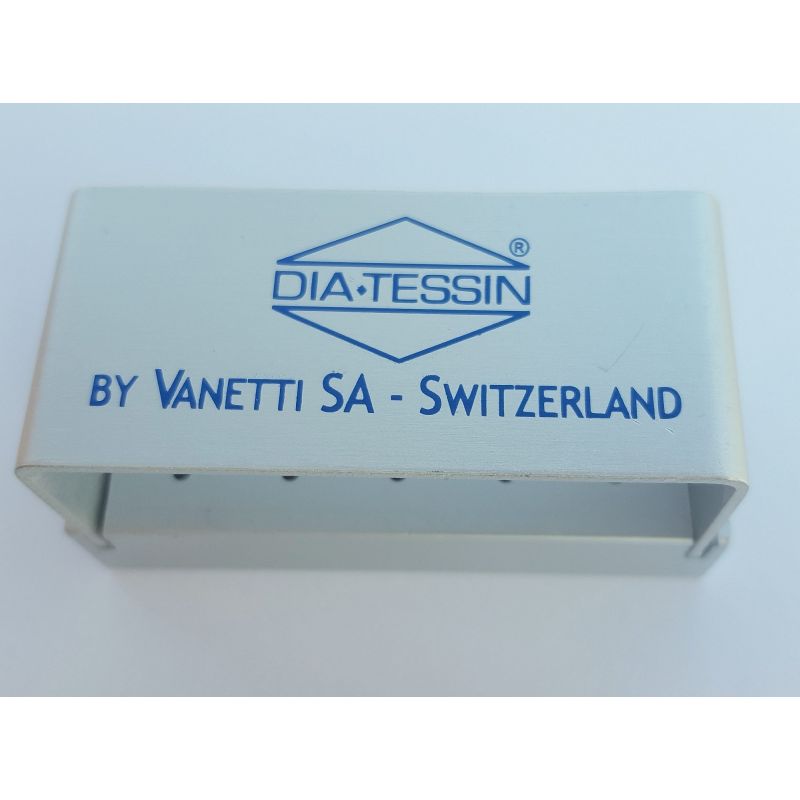 ®
DIA⬥TESSIN
BY VANETTI SA - SWITZERLAND